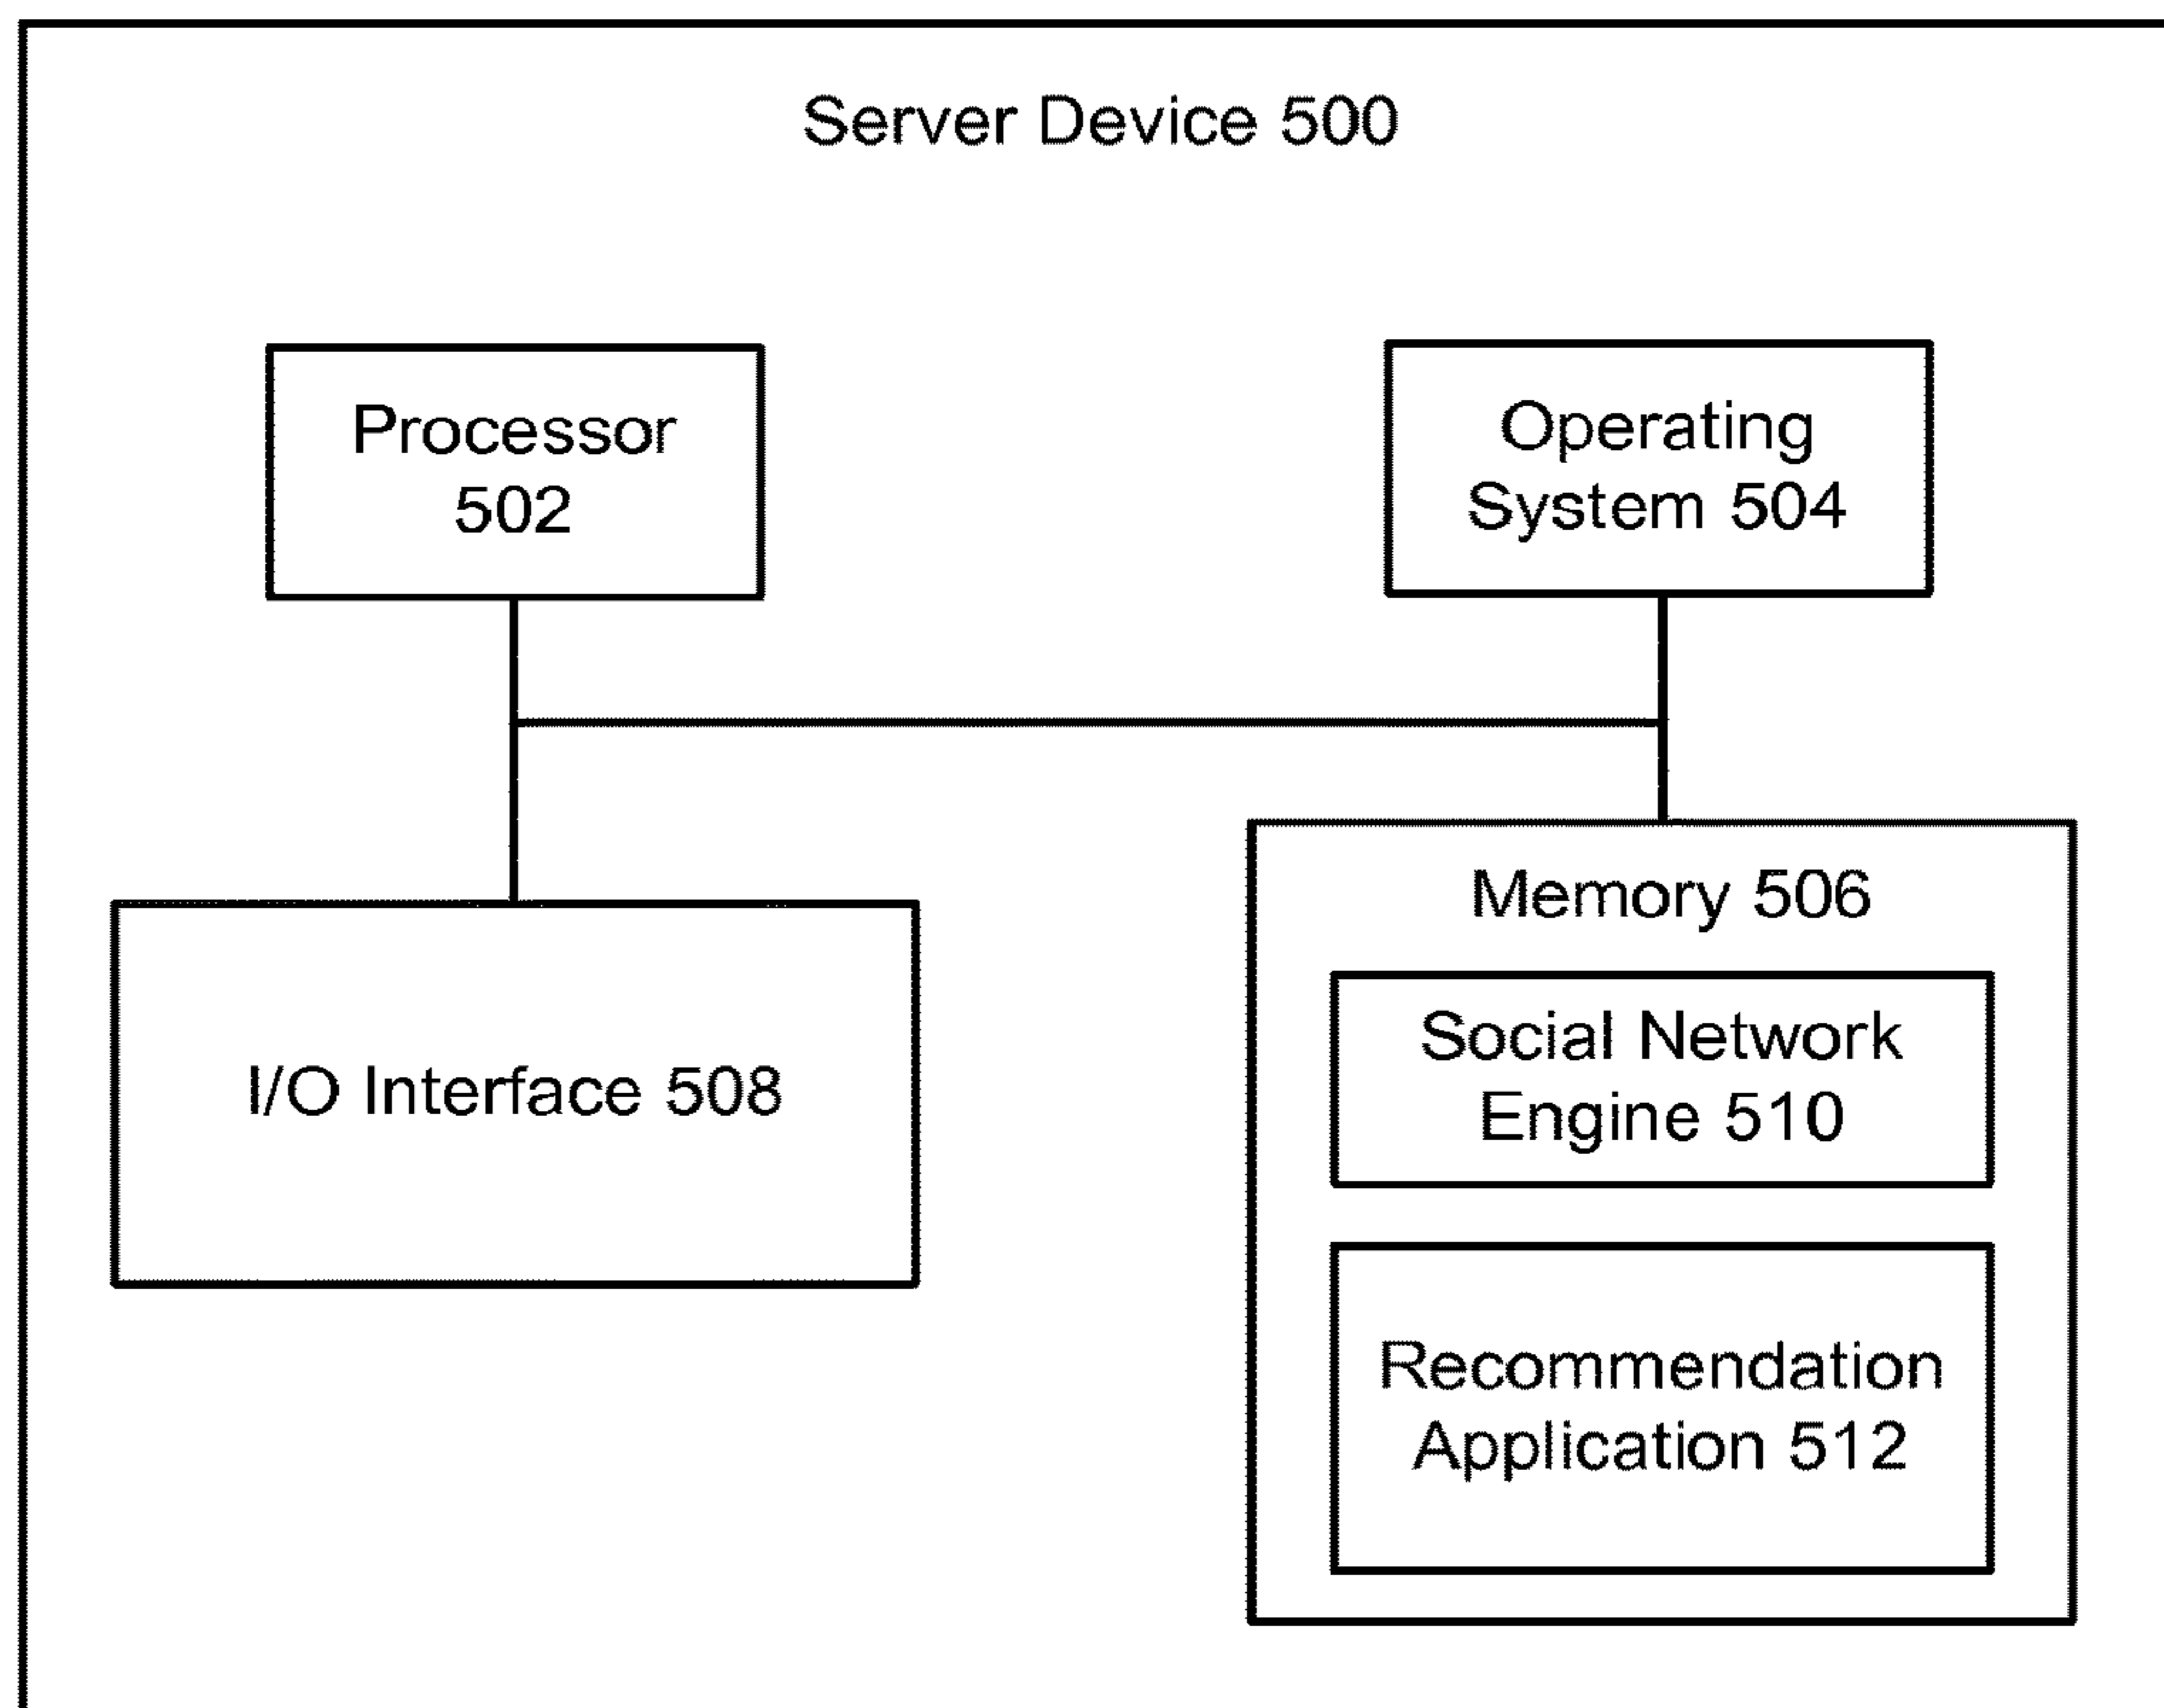 Server Device 500
Processor
502
Operating
System 504
I/O Interface 508
Memory 506
Social Network
Engine 510
Recommendation
Application 512